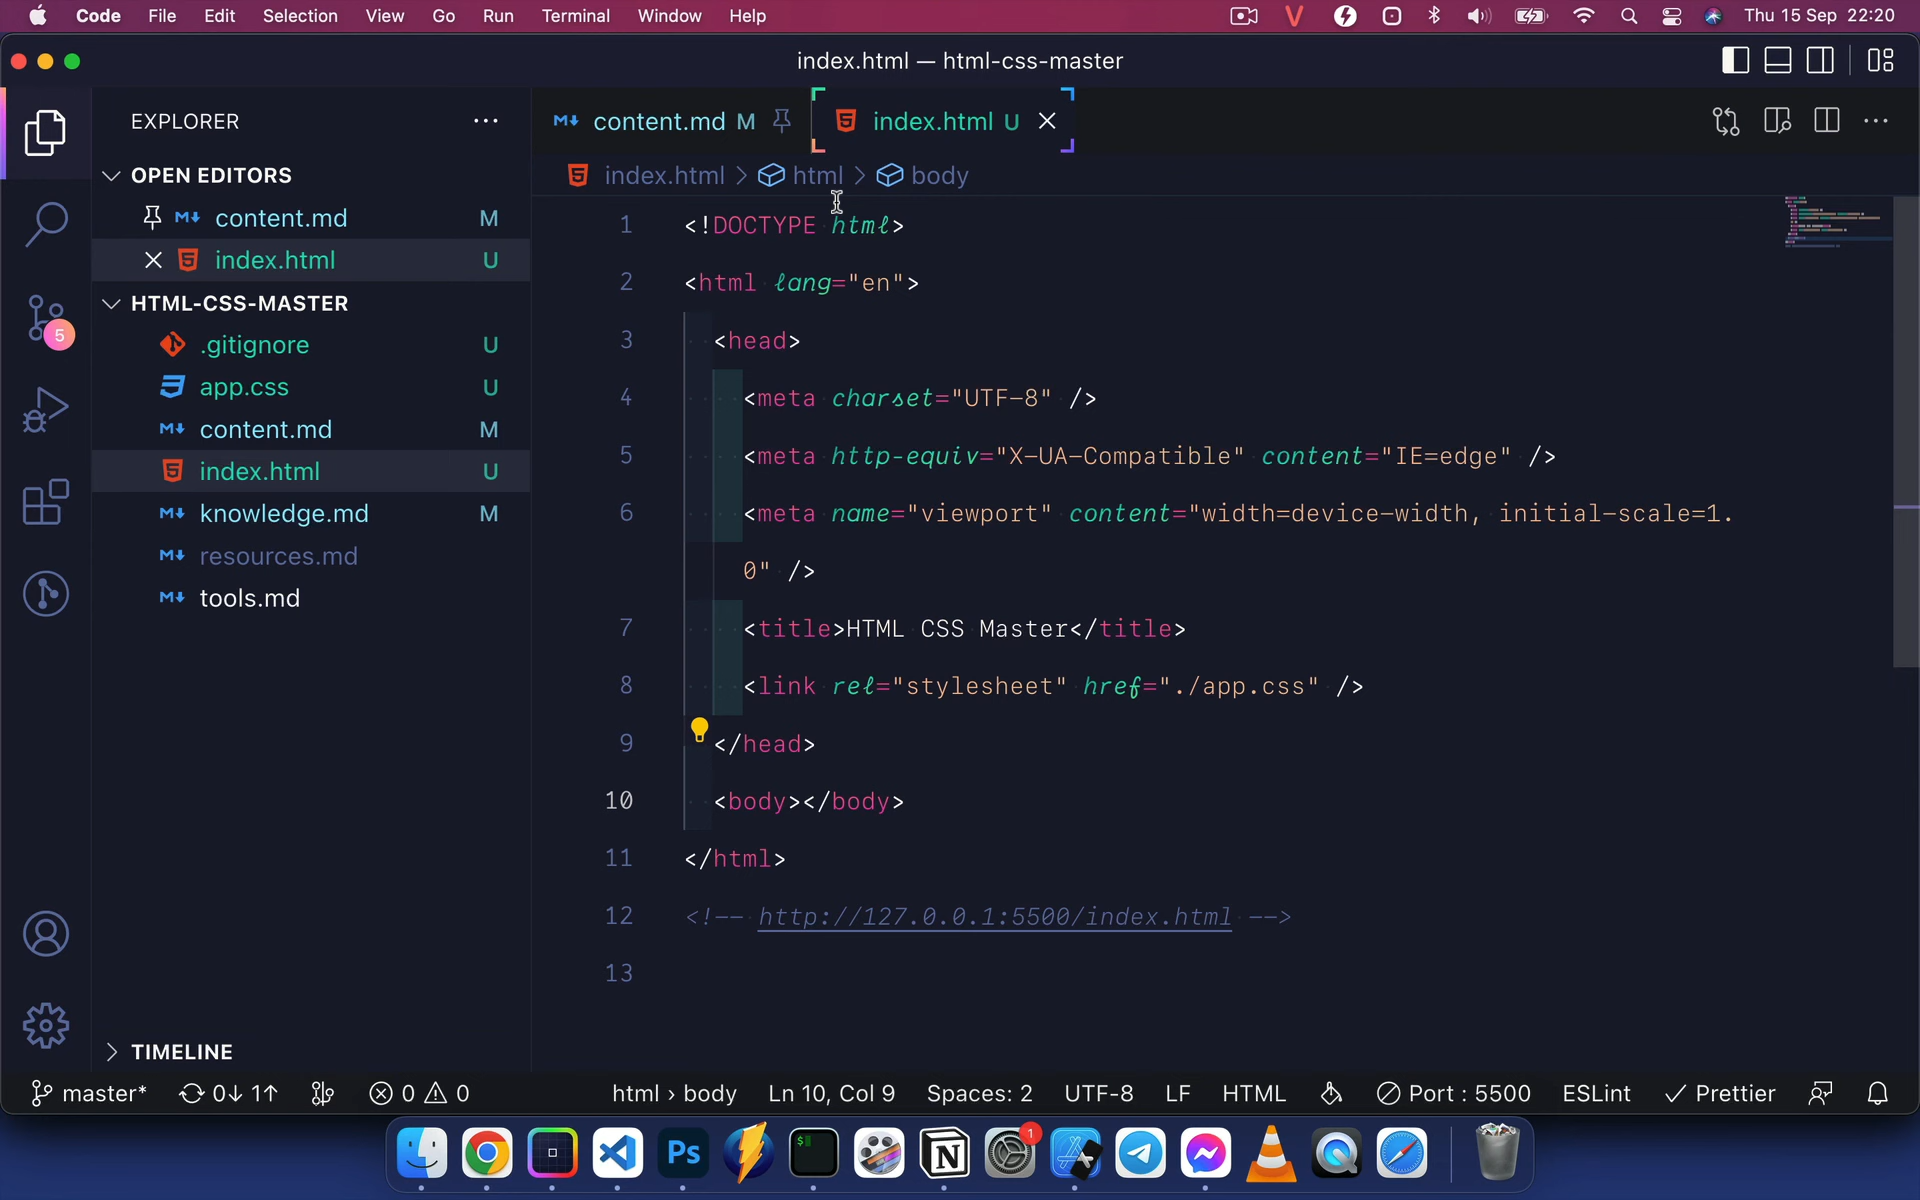 Code File Edit Selection View Go Run Terminal Window Help Thu 15 Sep 22:20
index.html — html-css-master
EXPLORER
content.md M
index.html U
index.html > html > body
OPEN EDITORS
content.md M
index.html U
HTML-CSS-MASTER
.gitignore U
app.css U
content.md M
index.html U
knowledge.md M
resources.md
tools.md
5
TIMELINE
1 <!DOCTYPE html>
2 <html lang="en">
3 <head>
4 <meta charset="UTF-8" />
5 <meta http-equiv="X-UA-Compatible" content="IE=edge" />
6 <meta name="viewport" content="width=device-width, initial-scale=1.
0" />
7 <title>HTML CSS Master</title>
8 <link rel="stylesheet" href="./app.css" />
9 </head>
10 <body></body>
11 </html>
12 <!-- http://127.0.0.1:5500/index.html -->
13
master* 0↓ 1↑ 0 0 html > body Ln 10, Col 9 Spaces: 2 UTF-8 LF HTML Port : 5500 ESLint Prettier
Ps
$
N
1